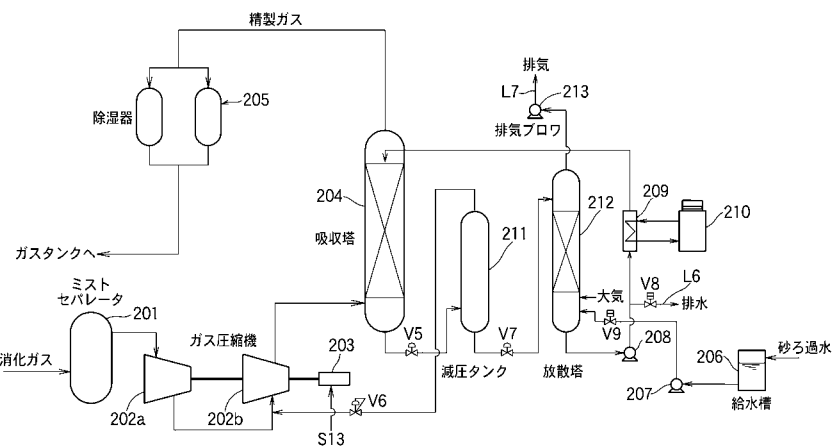 精製ガス
除湿器
205
排気
L7
213
排気ブロワ
204
吸収塔
211
212
209
210
ガスタンクへ
ミスト
セパレータ
201
ガス圧縮機
203
消化ガス
202a
202b
V5
減圧タンク
V7
放散塔
大気
V9
V8
L6
排水
208
砂ろ過水
206
207
給水槽
V6
S13